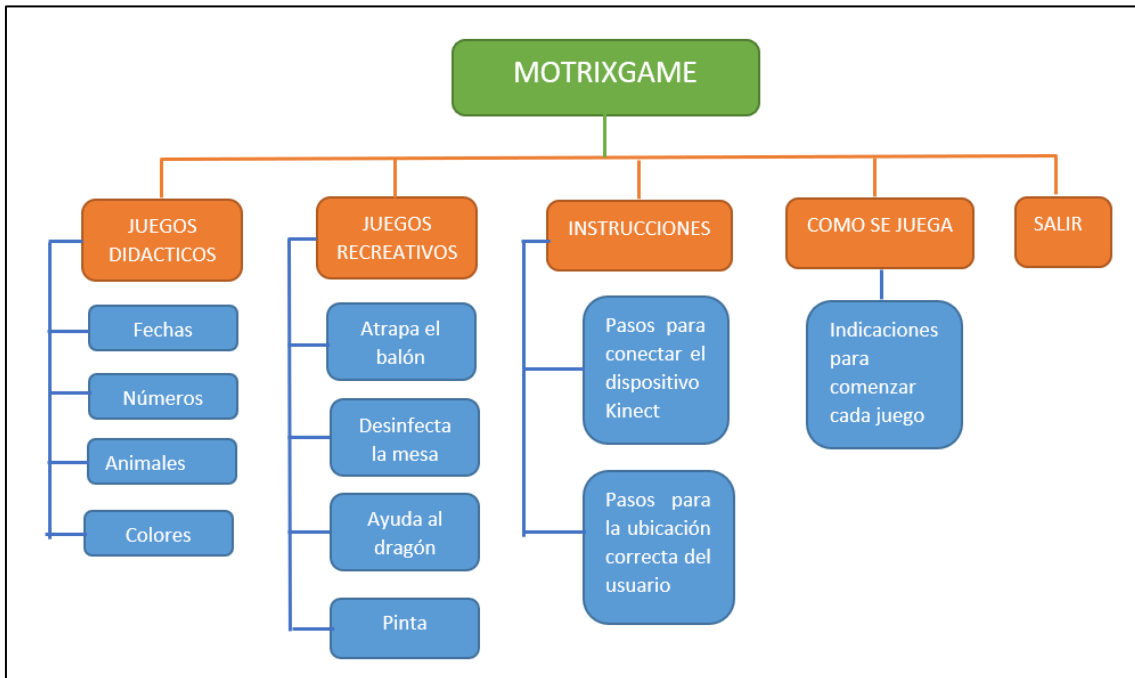 MOTRIXGAME
JUEGOS
DIDACTICOS
Fechas
Números
Animales
Colores
JUEGOS
RECREATIVOS
Atrapa el
balón
Desinfecta
la mesa
Ayuda al
dragón
Pinta
INSTRUCCIONES
Pasos para
conectar el
dispositivo
Kinect
Pasos para
la ubicación
correcta del
usuario
COMO SE JUEGA
Indicaciones
para
comenzar
cada juego
SALIR